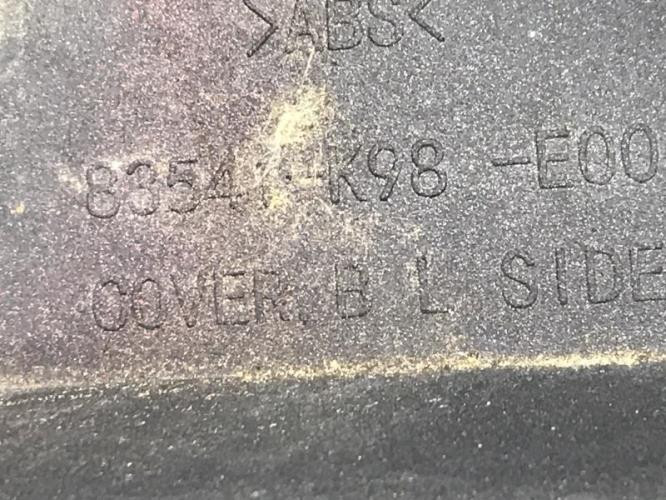 >ABS<
83541-K98 -E00
COVER, B L SIDE